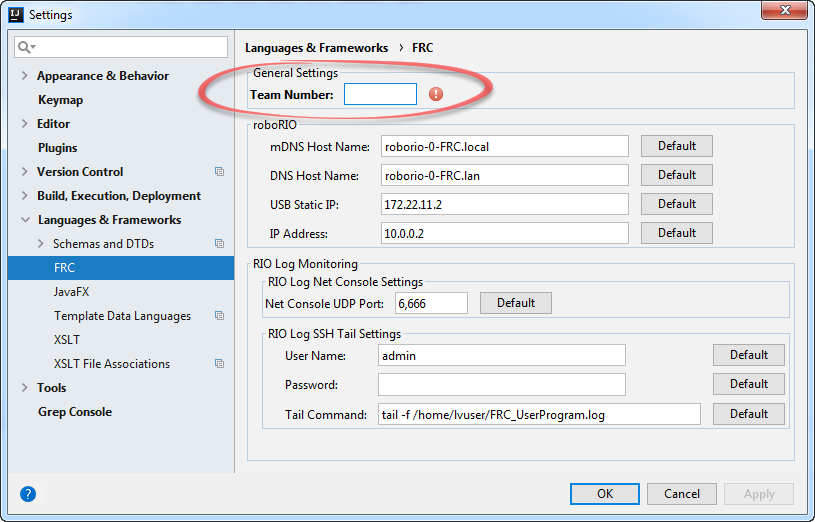 Settings
Languages & Frameworks > FRC
Appearance & Behavior
Keymap
Editor
Plugins
Version Control
Build, Execution, Deployment
Languages & Frameworks
Schemas and DTDs
FRC
JavaFX
Template Data Languages
XSLT
XSLT File Associations
Tools
Grep Console
General Settings
Team Number:
roboRIO
mDNS Host Name: roborio-0-FRC.local Default
DNS Host Name: roborio-0-FRC.lan Default
USB Static IP: 172.22.11.2 Default
IP Address: 10.0.0.2 Default
RIO Log Monitoring
RIO Log Net Console Settings
Net Console UDP Port: 6,666 Default
RIO Log SSH Tail Settings
User Name: admin Default
Password: Default
Tail Command: tail -f /home/lvuser/FRC_UserProgram.log Default
? OK Cancel Apply